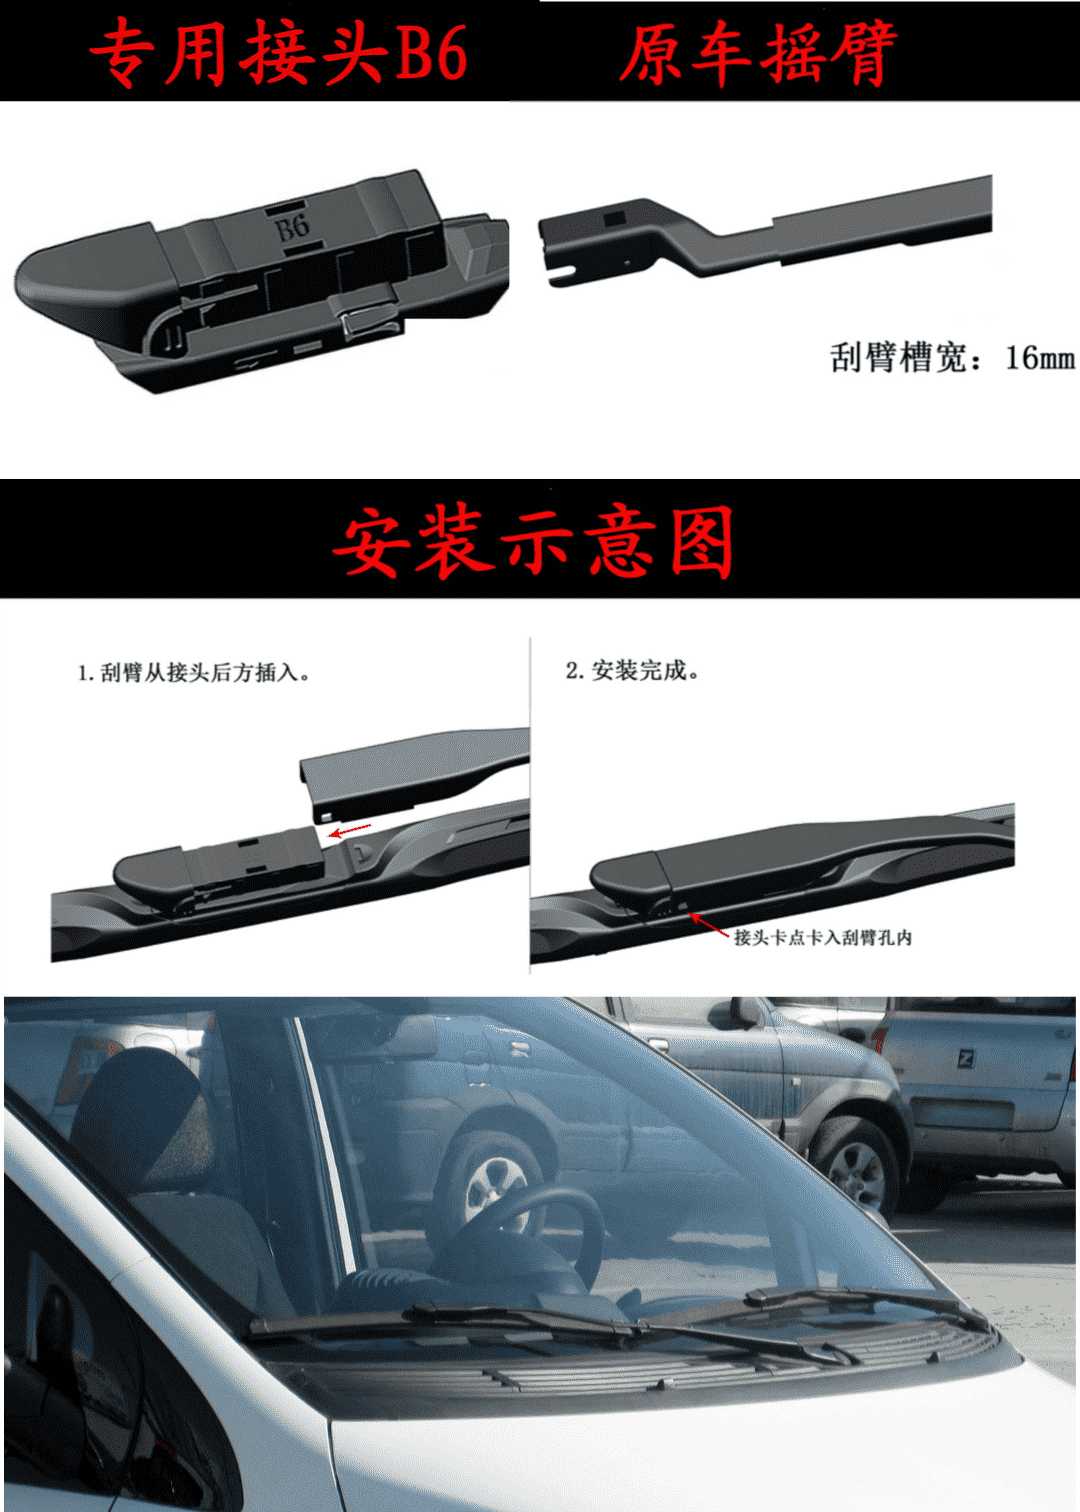 专用接头B6
原车摇臂
B6
刮臂槽宽：16mm
安装示意图
1.刮臂从接头后方插入。
2.安装完成。
接头卡点卡入刮臂孔内